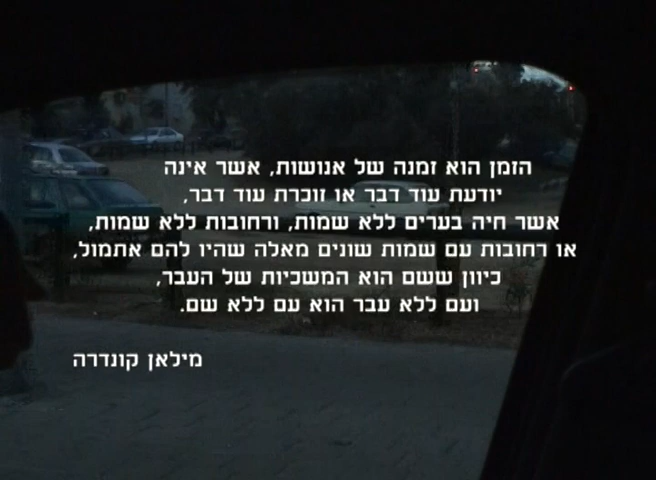 הזמן הוא זמנה של אנושות, אשר אינה
יודעת עוד דבר או זוכרת עוד דבר,
אשר חיה בערים ללא שמות, ורחובות ללא שמות,
או רחובות עם שמות שונים מאלה שהיו להם אתמול,
כיוון ששם הוא המשכיות של העבר,
ועם ללא עבר הוא עם ללא שם.
מילאן קונדרה